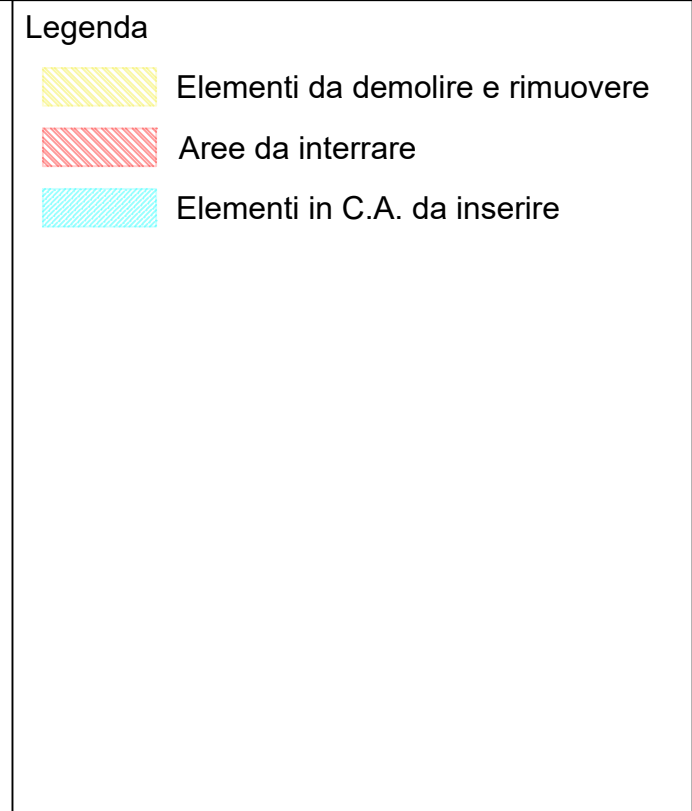 Legenda
Elementi da demolire e rimuovere
Aree da interrare
Elementi in C.A. da inserire